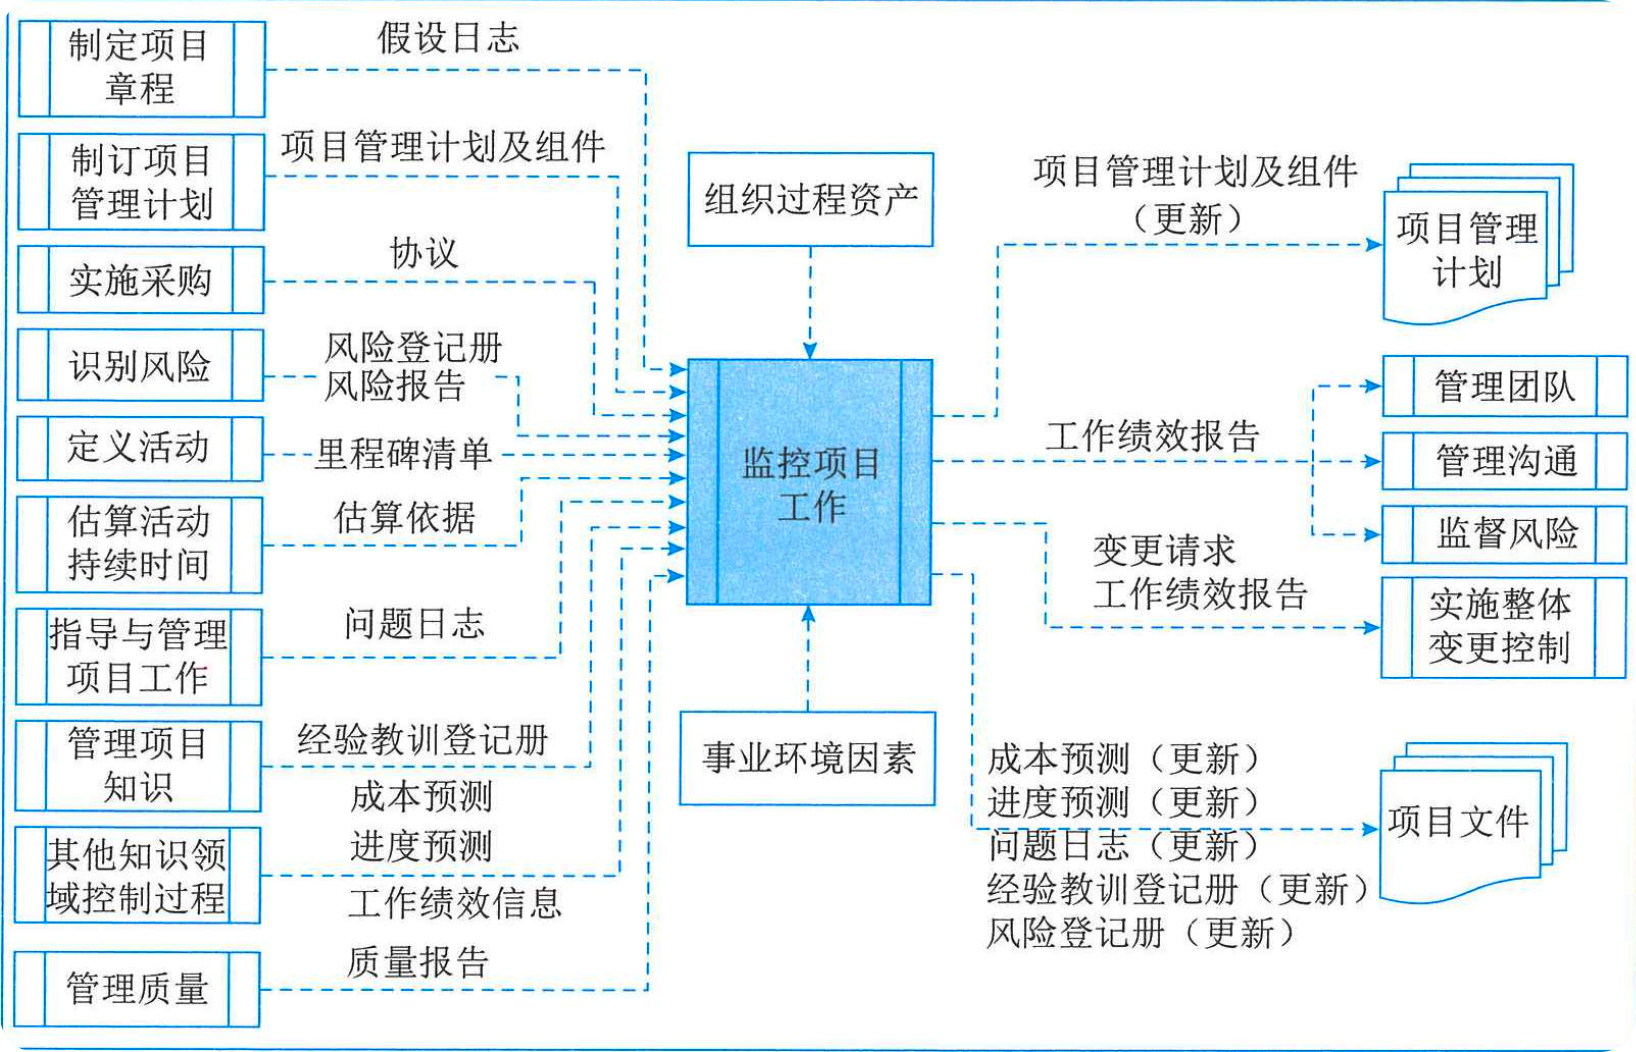 制定项目
章程
假设日志
制订项目
管理计划
项目管理计划及组件
实施采购
协议
识别风险
风险登记册
风险报告
定义活动
里程碑清单
估算活动
持续时间
估算依据
指导与管理
项目工作
问题日志
管理项目
知识
经验教训登记册
其他知识领
域控制过程
成本预测
进度预测
工作绩效信息
管理质量
质量报告
组织过程资产
监控项目
工作
事业环境因素
项目管理计划及组件
（更新）
项目管理
计划
工作绩效报告
管理团队
管理沟通
监督风险
变更请求
工作绩效报告
实施整体
变更控制
成本预测（更新）
进度预测（更新）
问题日志（更新）
经验教训登记册（更新）
风险登记册（更新）
项目文件